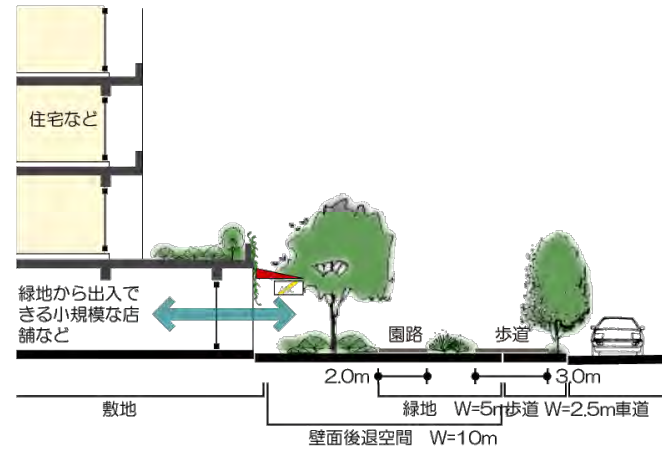 住宅など
緑地から出入で
きる小規模な店
舗など
園路
歩道
2.0m
3.0m
敷地
緑地 W=5m
歩道 W=2.5m
車道
壁面後退空間 W=10m